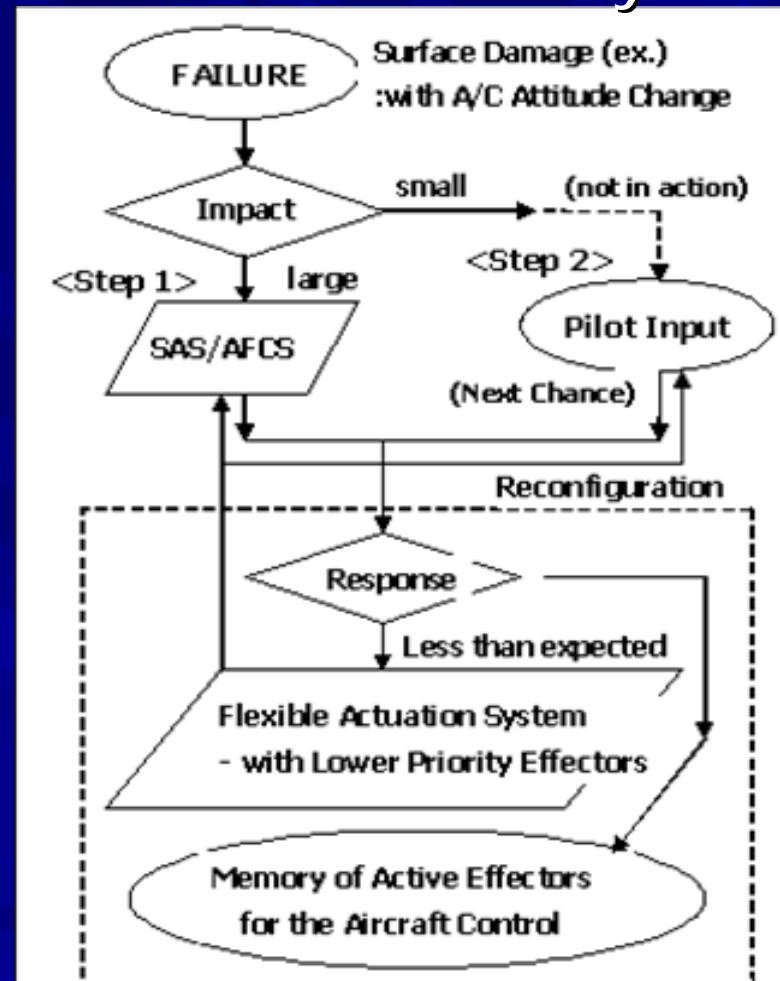 FAILURE
Surface Damage (ex.)
:with A/C Attitude Change
Impact
small
(not in action)
<Step 1>
large
<Step 2>
SAS/AFCS
Pilot Input
(Next Chance)
Reconfiguration
Response
Less than expected
Flexible Actuation System
- with Lower Priority Effectors
Memory of Active Effectors
for the Aircraft Control